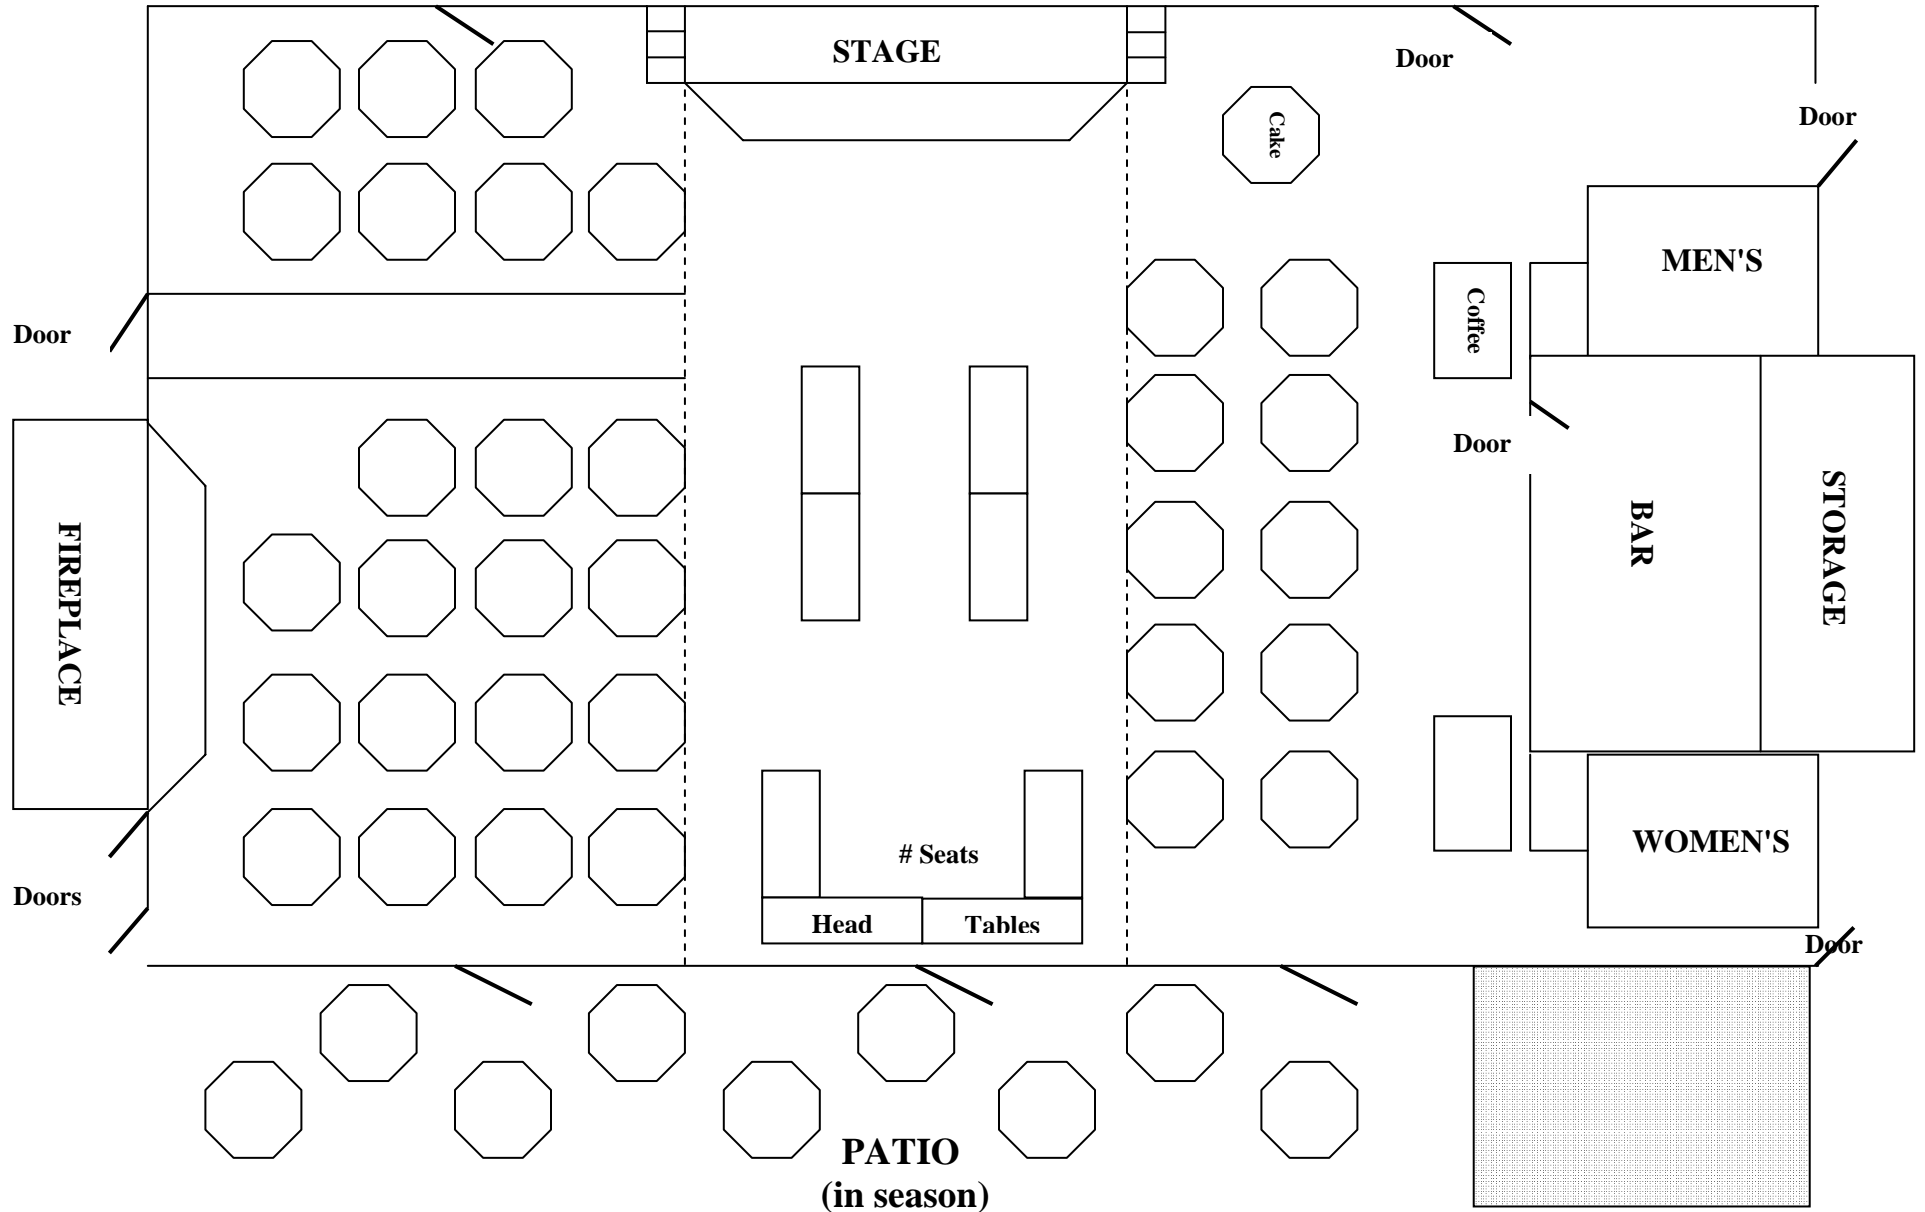 STAGE
Door
Cake
Door
MEN'S
Coffee
Door
Door
FIREPLACE
BAR
STORAGE
# Seats
WOMEN'S
Doors
Head
Tables
Door
PATIO
(in season)